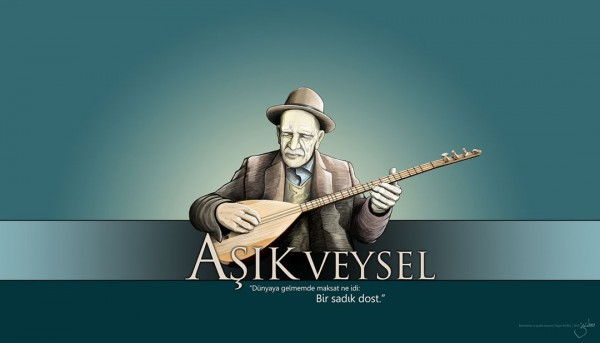 AŞIK VEYSEL
"Dünyaya gelmemde maksat ne idi:
Bir sadık dost."